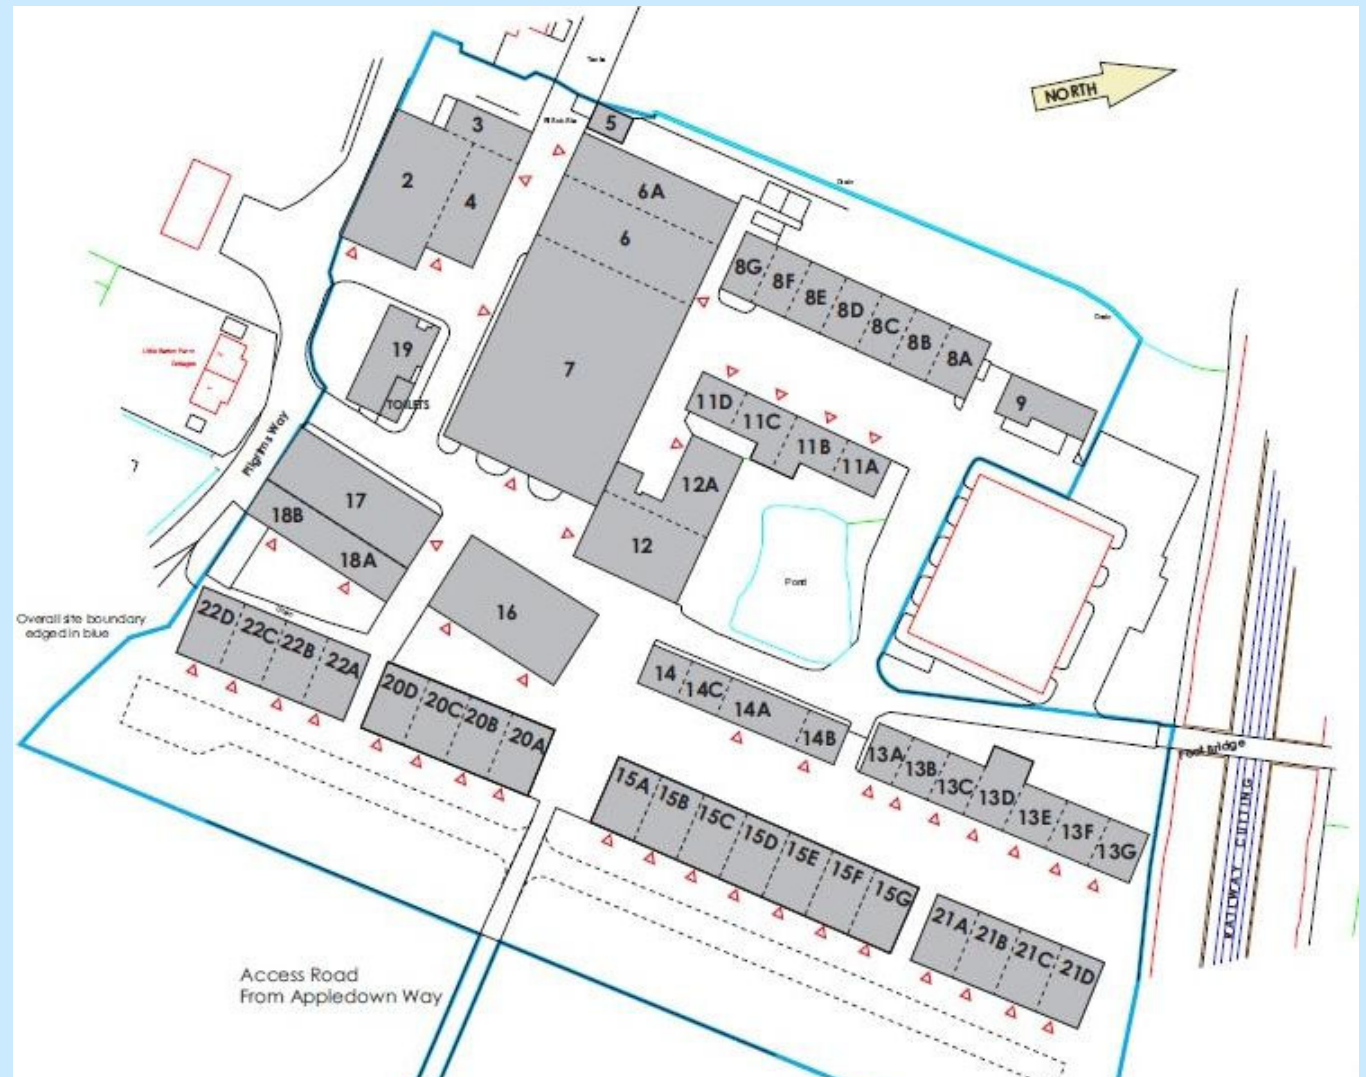 NORTH
3
5
2
4
6A
6
8G
8F
8E
8D
8C
8B
8A
19
7
TOILETS
9
11D
11C
11B
11A
Pilgrims Way
17
18B
18A
12A
12
Pond
16
Overall site boundary
edged in blue
22D
22C
22B
22A
20D
20C
20B
20A
14
14C
14A
14B
13A
13B
13C
13D
13E
13F
13G
Foot Bridge
RAILWAY CUTTING
15A
15B
15C
15D
15E
15F
15G
21A
21B
21C
21D
Access Road
From Appledown Way